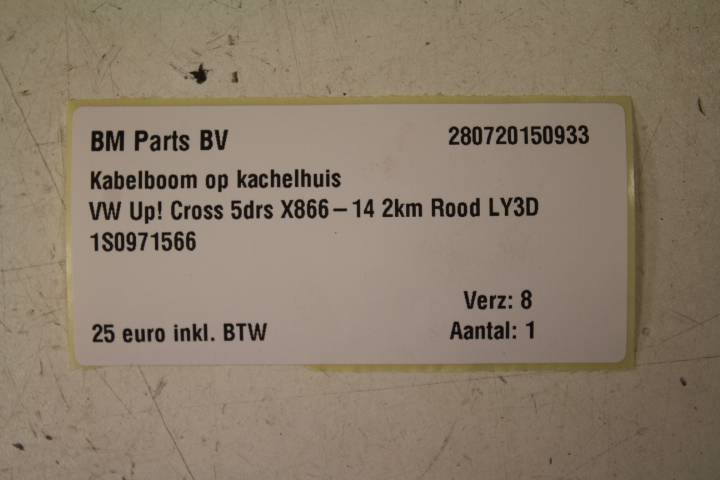 BM Parts BV 280720150933
Kabelboom op kachelhuis
VW Up! Cross 5drs X866-14 2km Rood LY3D
1S0971566
Verz: 8
25 euro inkl. BTW Aantal: 1